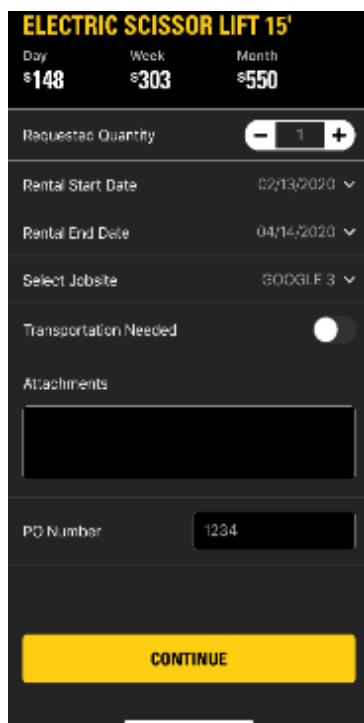 ELECTRIC SCISSOR LIFT 15'
Day Week Month
$148 $303 $550
Requested Quantity - 1 +
Rental Start Date 02/13/2020
Rental End Date 04/14/2020
Select Jobsite GOOGLE 3
Transportation Needed
Attachments
PO Number 1234
CONTINUE